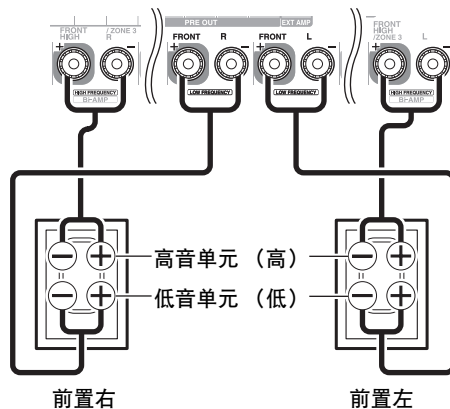 FRONT HIGH / ZONE 3 R
+ −
HIGH FREQUENCY
BI-AMP
PRE OUT
EXT AMP
FRONT R
+ −
LOW FREQUENCY
FRONT L
+ −
LOW FREQUENCY
FRONT HIGH /ZONE 3 L
+ −
HIGH FREQUENCY
BI-AMP
高音单元（高）
低音单元（低）
前置右
前置左